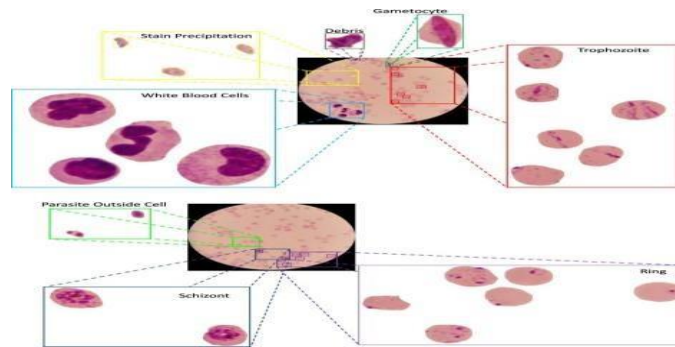 Gametocyte
Debris
Stain Precipitation
Trophozoite
White Blood Cells
Parasite Outside Cell
Ring
Schizont